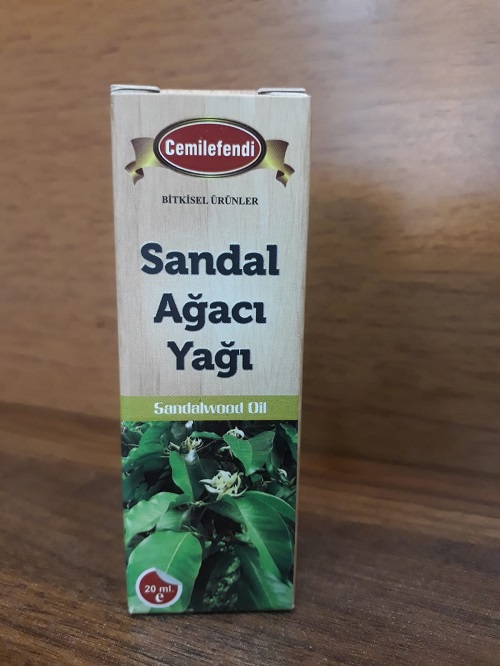 Cemilefendi
BİTKİSEL ÜRÜNLER
Sandal
Ağacı
Yağı
Sandalwood Oil
20 ml.
e